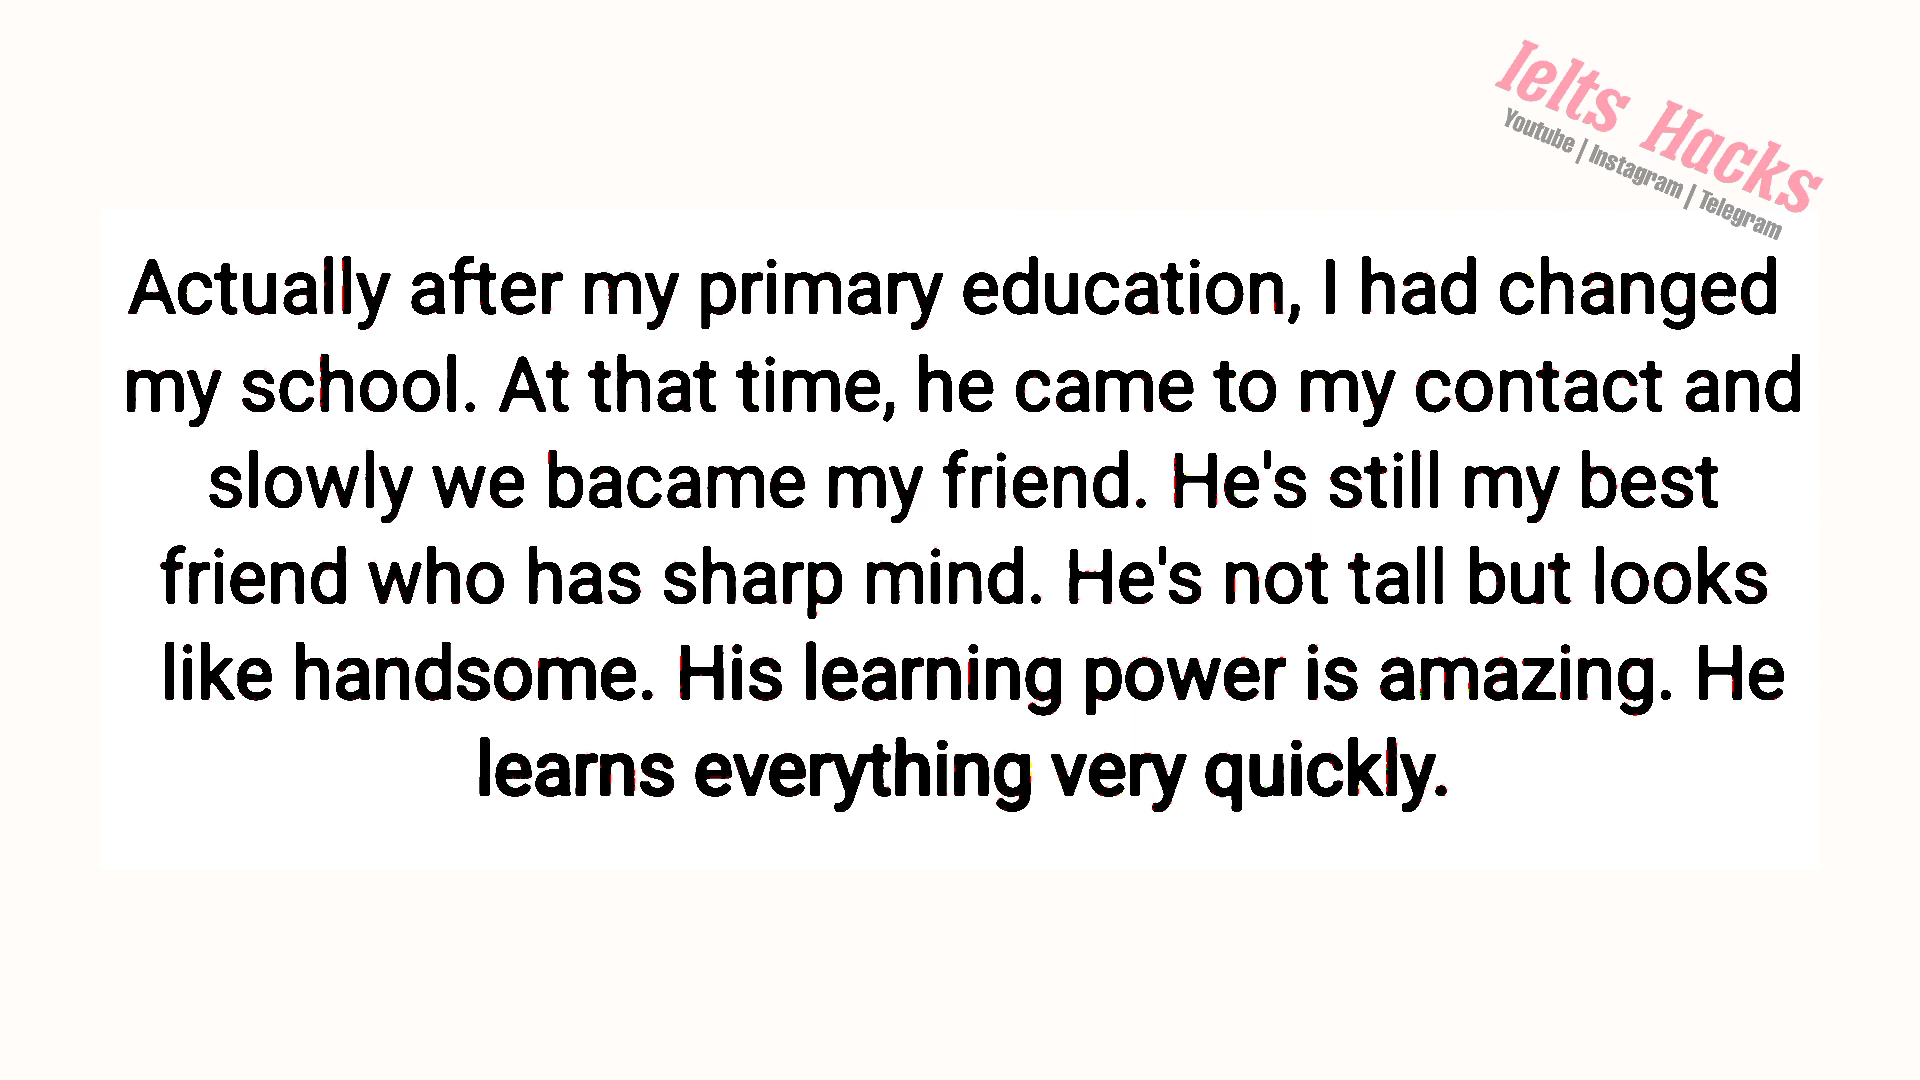 Ielts Hacks
Youtube | Instagram | Telegram
Actually after my primary education, I had changed
my school. At that time, he came to my contact and
slowly we bacame my friend. He's still my best
friend who has sharp mind. He's not tall but looks
like handsome. His learning power is amazing. He
learns everything very quickly.